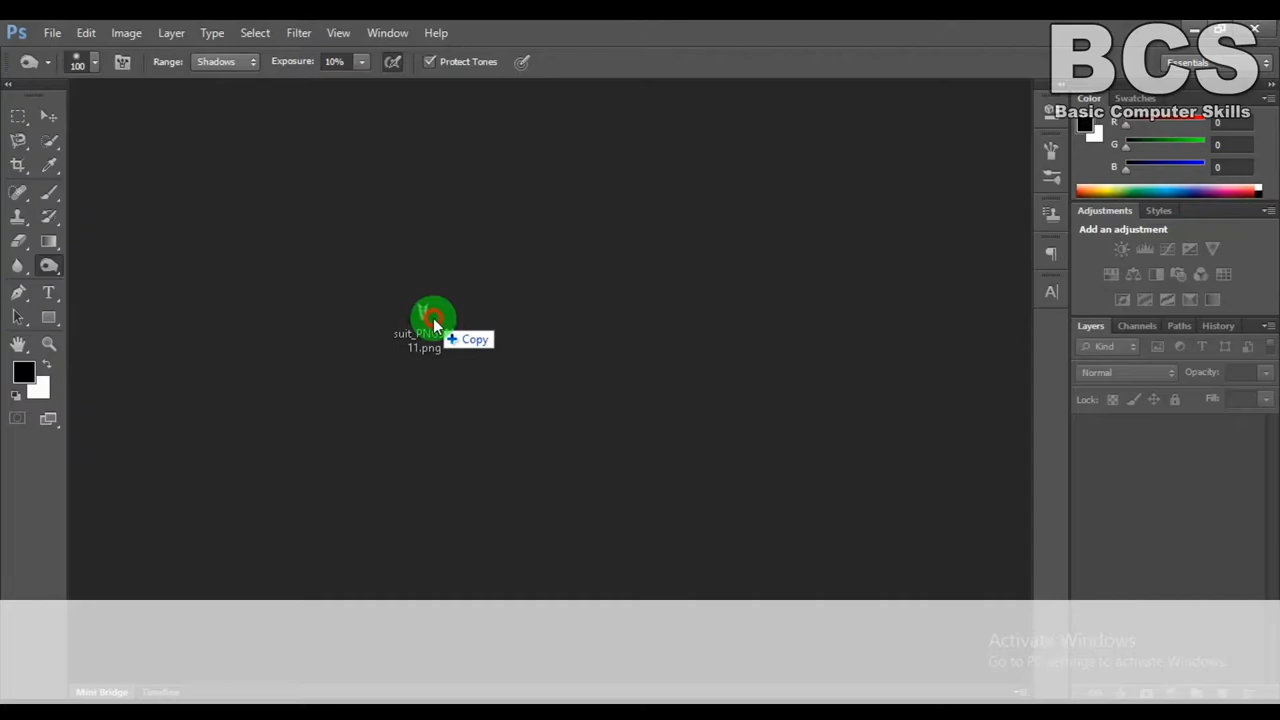 Ps File Edit Image Layer Type Select Filter View Window Help
BCS
Basic Computer Skills
100 Range: Shadows Exposure: 10% Protect Tones Essentials
Color Swatches
R 0
G 0
B 0
Adjustments Styles
Add an adjustment
Layers Channels Paths History
Kind
Normal Opacity:
Lock: Fill:
11.png
Copy
Activate Windows
Go to PC settings to Activate Windows.
Mini Bridge Timeline